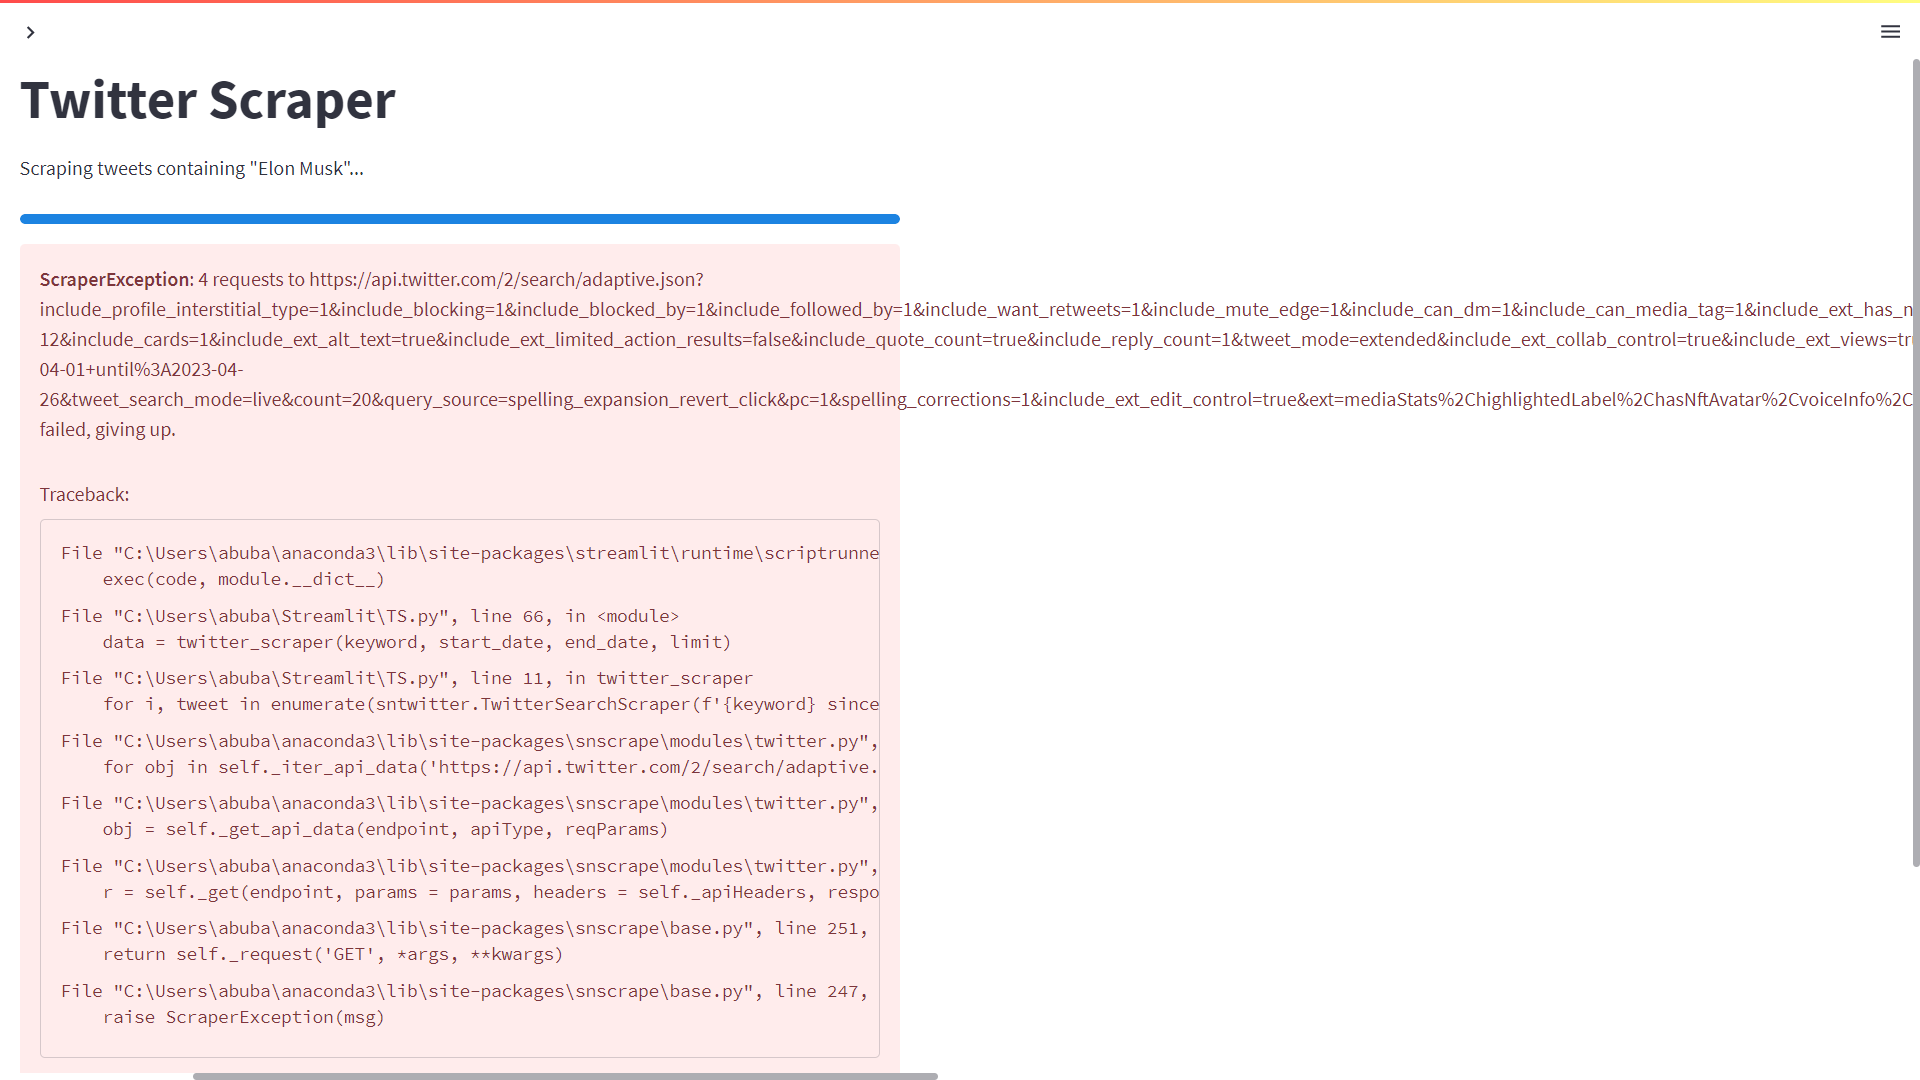 Twitter Scraper
Scraping tweets containing "Elon Musk"...
ScraperException: 4 requests to https://api.twitter.com/2/search/adaptive.json?
include_profile_interstitial_type=1&include_blocking=1&include_blocked_by=1&include_followed_by=1&include_want_retweets=1&include_mute_edge=1&include_can_dm=1&include_can_media_tag=1&include_ext_has_n
12&include_cards=1&include_ext_alt_text=true&include_ext_limited_action_results=false&include_quote_count=true&include_reply_count=1&tweet_mode=extended&include_ext_collab_control=true&include_ext_views=tru
04-01+until%3A2023-04-
26&tweet_search_mode=live&count=20&query_source=spelling_expansion_revert_click&pc=1&spelling_corrections=1&include_ext_edit_control=true&ext=mediaStats%2ChighlightedLabel%2ChasNftAvatar%2CvoiceInfo%2C
failed, giving up.
Traceback:
File "C:\Users\abuba\anaconda3\lib\site-packages\streamlit\runtime\scriptrunne
exec(code, module.__dict__)
File "C:\Users\abuba\Streamlit\TS.py", line 66, in <module>
data = twitter_scraper(keyword, start_date, end_date, limit)
File "C:\Users\abuba\Streamlit\TS.py", line 11, in twitter_scraper
for i, tweet in enumerate(sntwitter.TwitterSearchScraper(f'{keyword} since
File "C:\Users\abuba\anaconda3\lib\site-packages\snscrape\modules\twitter.py",
for obj in self._iter_api_data('https://api.twitter.com/2/search/adaptive.
File "C:\Users\abuba\anaconda3\lib\site-packages\snscrape\modules\twitter.py",
obj = self._get_api_data(endpoint, apiType, reqParams)
File "C:\Users\abuba\anaconda3\lib\site-packages\snscrape\modules\twitter.py",
r = self._get(endpoint, params = params, headers = self._apiHeaders, respo
File "C:\Users\abuba\anaconda3\lib\site-packages\snscrape\base.py", line 251,
return self._request('GET', *args, **kwargs)
File "C:\Users\abuba\anaconda3\lib\site-packages\snscrape\base.py", line 247,
raise ScraperException(msg)